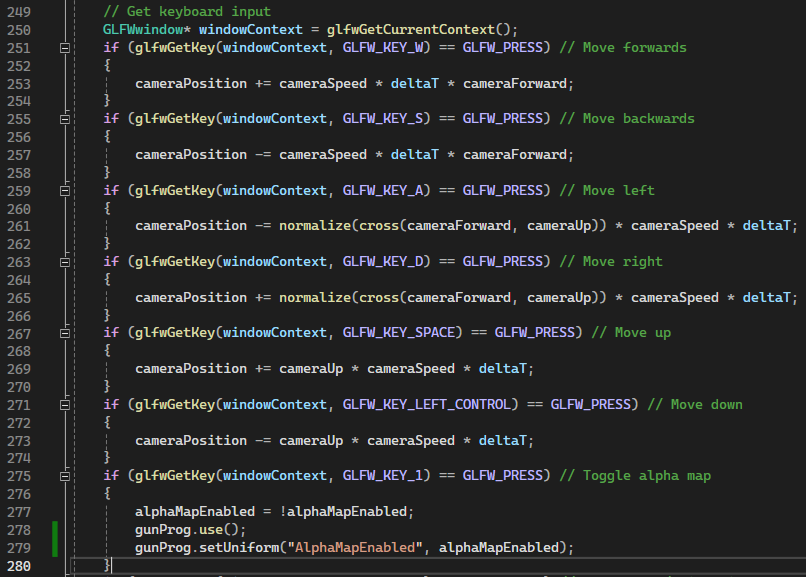 249 // Get keyboard input
250 GLFWwindow* windowContext = glfwGetCurrentContext();
251 if (glfwGetKey(windowContext, GLFW_KEY_W) == GLFW_PRESS) // Move forwards
252 {
253 cameraPosition += cameraSpeed * deltaT * cameraForward;
254 }
255 if (glfwGetKey(windowContext, GLFW_KEY_S) == GLFW_PRESS) // Move backwards
256 {
257 cameraPosition -= cameraSpeed * deltaT * cameraForward;
258 }
259 if (glfwGetKey(windowContext, GLFW_KEY_A) == GLFW_PRESS) // Move left
260 {
261 cameraPosition -= normalize(cross(cameraForward, cameraUp)) * cameraSpeed * deltaT;
262 }
263 if (glfwGetKey(windowContext, GLFW_KEY_D) == GLFW_PRESS) // Move right
264 {
265 cameraPosition += normalize(cross(cameraForward, cameraUp)) * cameraSpeed * deltaT;
266 }
267 if (glfwGetKey(windowContext, GLFW_KEY_SPACE) == GLFW_PRESS) // Move up
268 {
269 cameraPosition += cameraUp * cameraSpeed * deltaT;
270 }
271 if (glfwGetKey(windowContext, GLFW_KEY_LEFT_CONTROL) == GLFW_PRESS) // Move down
272 {
273 cameraPosition -= cameraUp * cameraSpeed * deltaT;
274 }
275 if (glfwGetKey(windowContext, GLFW_KEY_1) == GLFW_PRESS) // Toggle alpha map
276 {
277 alphaMapEnabled = !alphaMapEnabled;
278 gunProg.use();
279 gunProg.setUniform("AlphaMapEnabled", alphaMapEnabled);
280 }